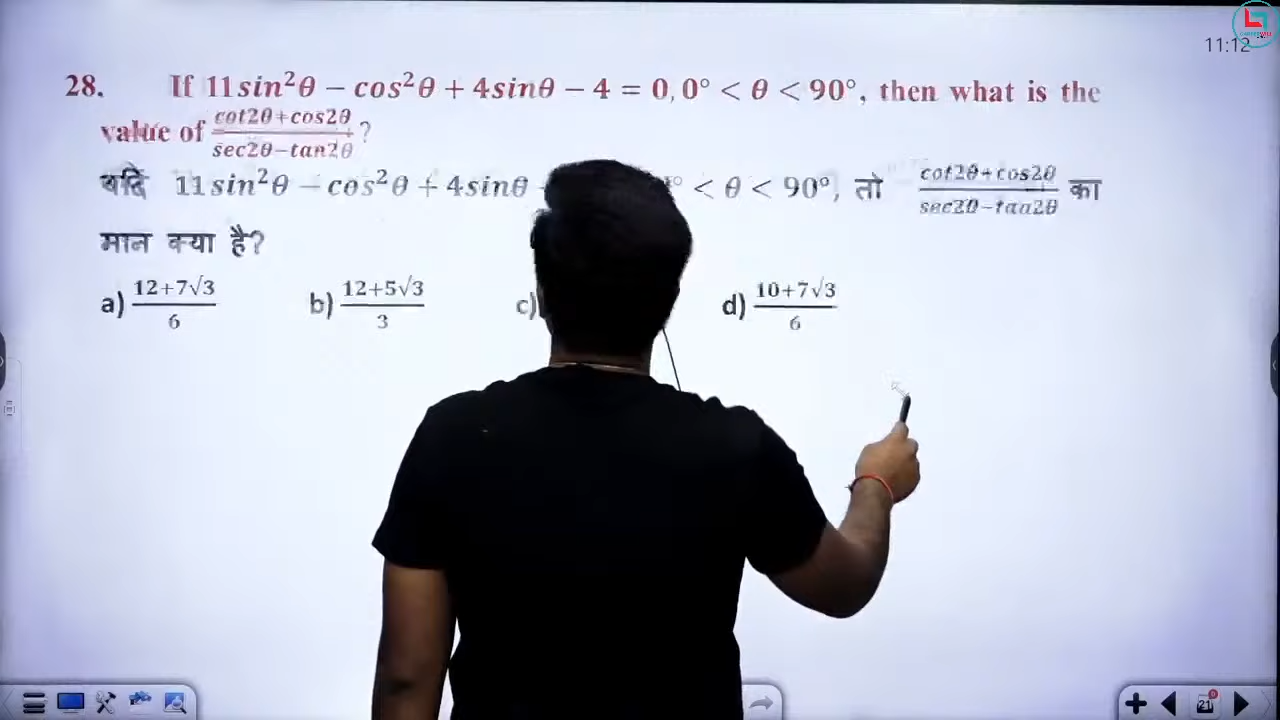 11:12
28. If 11sin²θ − cos²θ + 4sinθ − 4 = 0, 0° < θ < 90°, then what is the
value of (cot2θ+cos2θ)/(sec2θ−tan2θ) ?
यदि 11sin²θ − cos²θ + 4sinθ ° < θ < 90°, तो (cot2θ+cos2θ)/(sec2θ−tan2θ) का
मान क्या है?
a) (12+7√3)/6 b) (12+5√3)/3 c) d) (10+7√3)/6
21